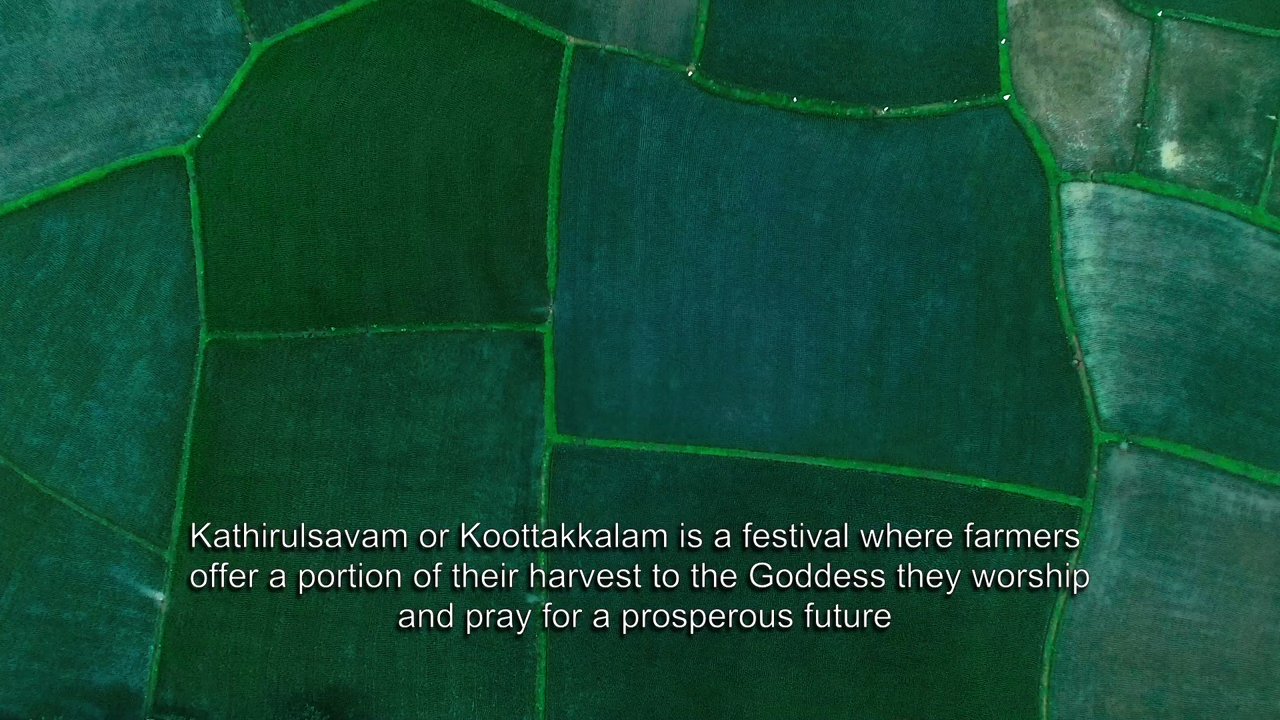 Kathirulsavam or Koottakkalam is a festival where farmers
offer a portion of their harvest to the Goddess they worship
and pray for a prosperous future